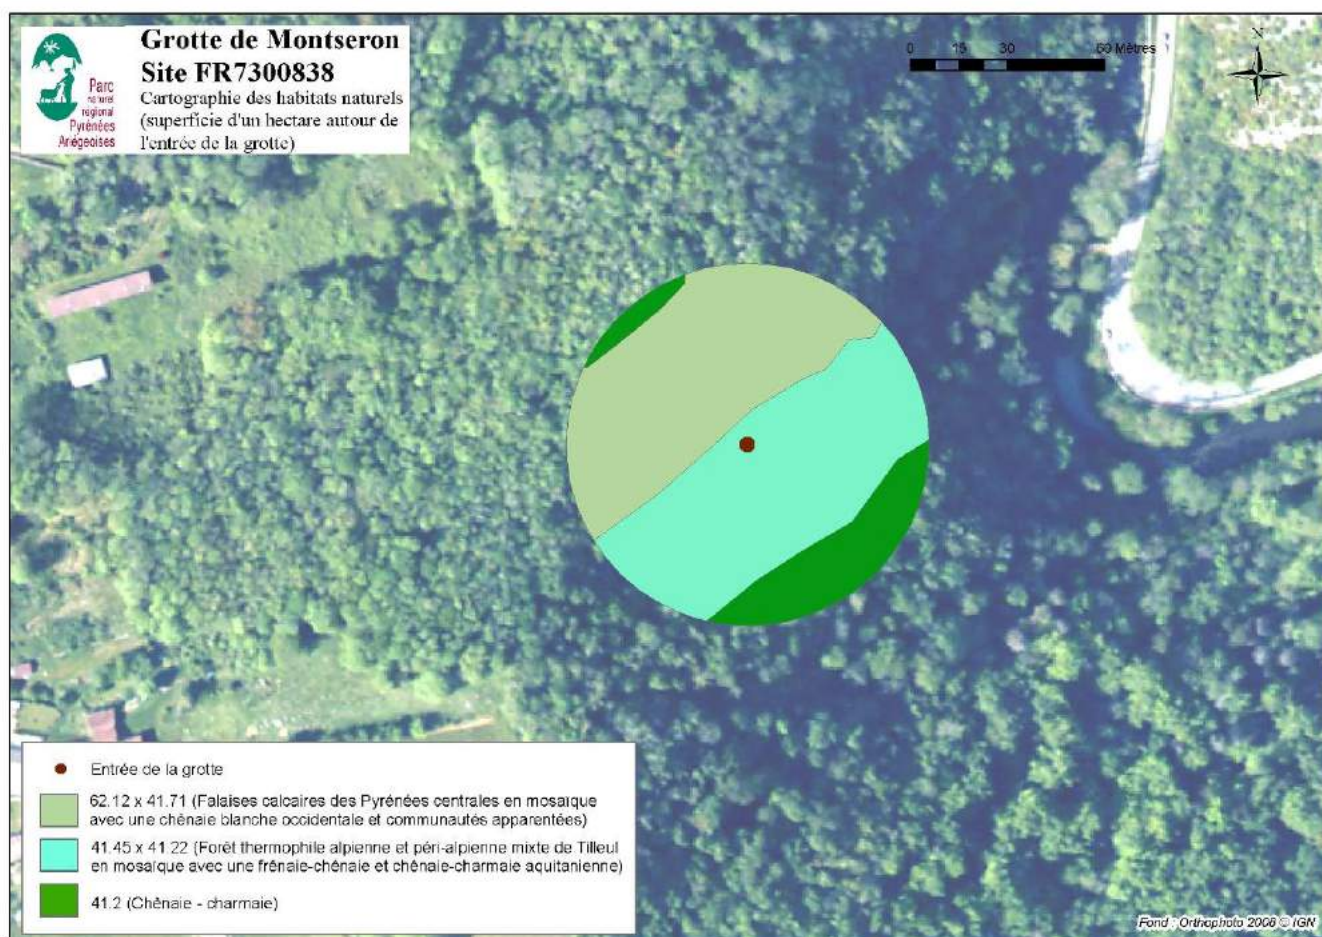 Grotte de Montseron
Site FR7300838
Cartographie des habitats naturels
(superficie d'un hectare autour de
l'entrée de la grotte)
Parc
naturel
régional
Pyrénées
Ariégeoises
0 15 30 60 Mètres
N
Entrée de la grotte
62.12 x 41.71 (Falaises calcaires des Pyrénées centrales en mosaïque
avec une chênaie blanche occidentale et communautés apparentées)
41.45 x 41.22 (Forêt thermophile alpienne et péri-alpienne mixte de Tilleul
en mosaïque avec une frênaie-chênaie et chênaie-charmaie aquitanienne)
41.2 (Chênaie - charmaie)
Fond : Orthophoto 2008 © IGN